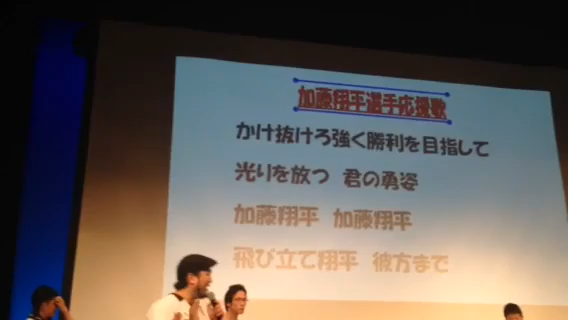 加藤翔平選手応援歌
かけ抜けろ強く勝利を目指して
光りを放つ 君の勇姿
加藤翔平 加藤翔平
飛び立て翔平 彼方まで